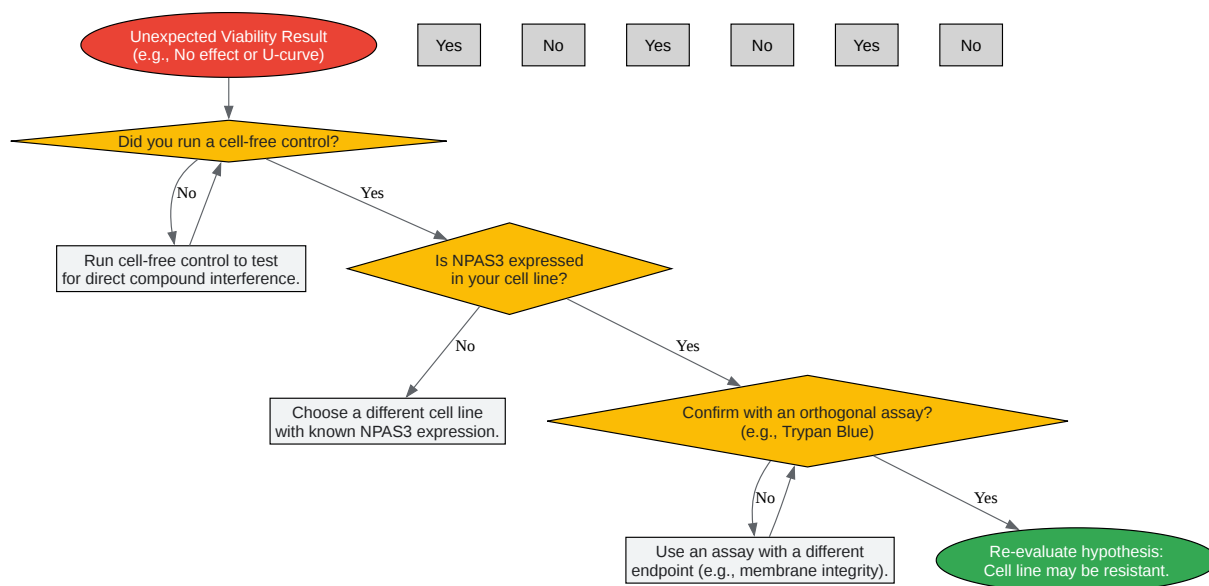 Unexpected Viability Result
(e.g., No effect or U-curve)
Yes
No
Yes
No
Yes
No
Did you run a cell-free control?
No
Yes
Run cell-free control to test
for direct compound interference.
Is NPAS3 expressed
in your cell line?
No
Yes
Choose a different cell line
with known NPAS3 expression.
Confirm with an orthogonal assay?
(e.g., Trypan Blue)
No
Yes
Use an assay with a different
endpoint (e.g., membrane integrity).
Re-evaluate hypothesis:
Cell line may be resistant.